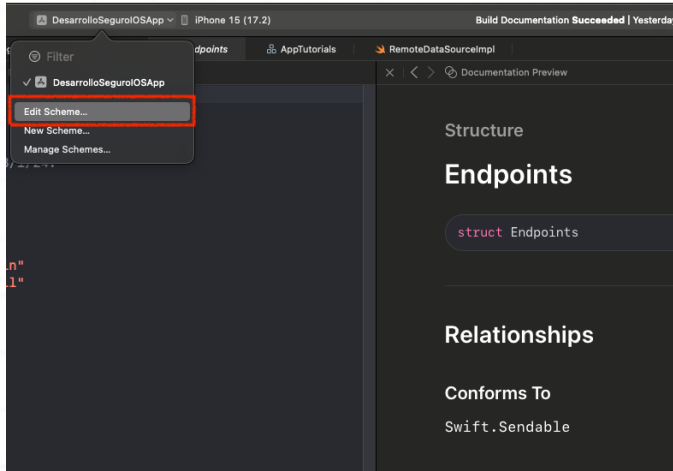 DesarrolloSeguroIOSApp iPhone 15 (17.2) Build Documentation Succeeded | Yesterda
dpoints AppTutorials RemoteDataSourceImpl
Filter
Documentation Preview
DesarrolloSeguroIOSApp
Edit Scheme...
New Scheme...
Manage Schemes...
Structure
Endpoints
struct Endpoints
n"
l"
Relationships
Conforms To
Swift.Sendable